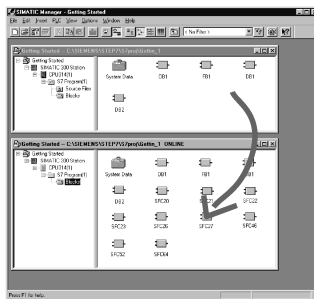 SIMATIC Manager - Getting Started
File Edit Insert PLC View Options Window Help
< No Filter >
Getting Started -- C:\SIEMENS\STEP7\S7proj\Gettin_1
Getting Started
SIMATIC 300 Station
CPU314(1)
S7 Program(1)
Source Files
Blocks
System Data
OB1
FB1
DB1
DB2
Getting Started -- C:\SIEMENS\STEP7\S7proj\Gettin_1 ONLINE
Getting Started
SIMATIC 300 Station
CPU314(1)
S7 Program(1)
Blocks
System Data
OB1
FB1
DB1
DB2
SFC20
SFC21
SFC22
SFC23
SFC26
SFC27
SFC46
SFC52
SFC64
Press F1 for help.